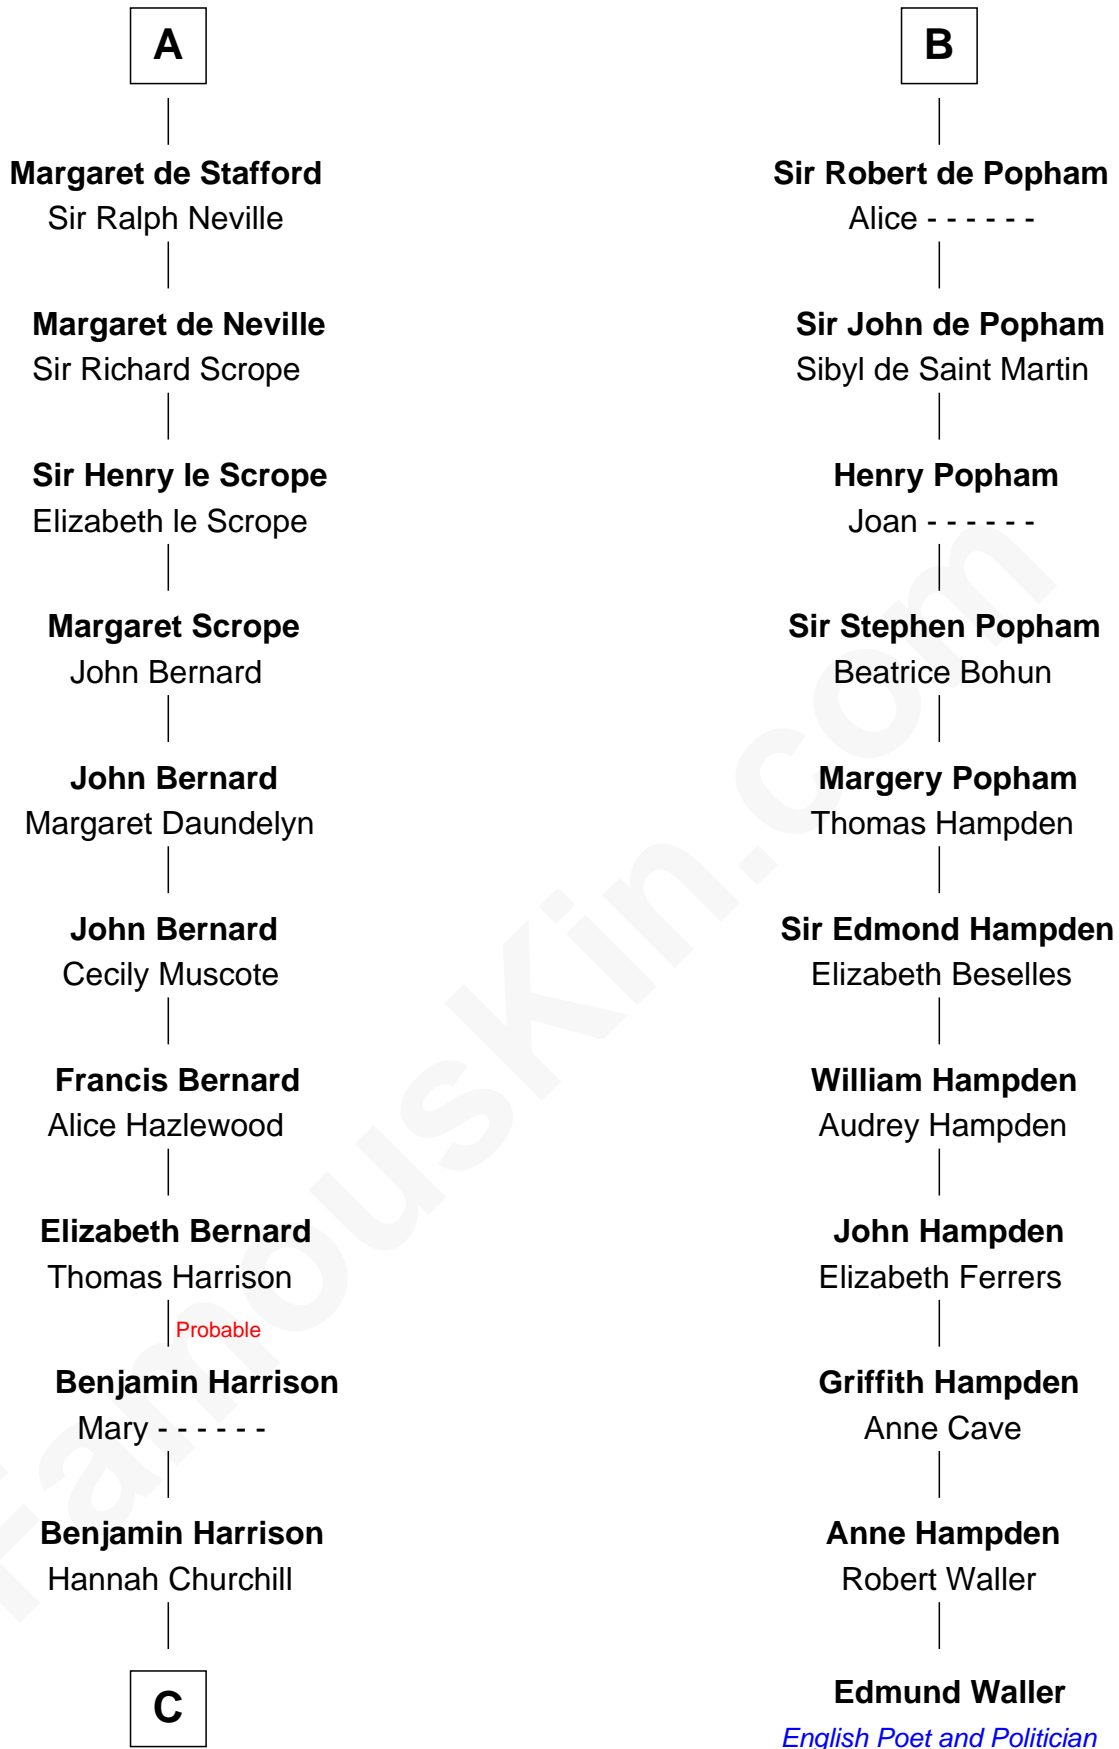 A
Margaret de Stafford
Sir Ralph Neville
Margaret de Neville
Sir Richard Scrope
Sir Henry le Scrope
Elizabeth le Scrope
Margaret Scrope
John Bernard
John Bernard
Margaret Daundelyn
John Bernard
Cecily Muscote
Francis Bernard
Alice Hazlewood
Elizabeth Bernard
Thomas Harrison
Probable
Benjamin Harrison
Mary - - - - - -
Benjamin Harrison
Hannah Churchill
C
B
Sir Robert de Popham
Alice - - - - - -
Sir John de Popham
Sibyl de Saint Martin
Henry Popham
Joan - - - - - -
Sir Stephen Popham
Beatrice Bohun
Margery Popham
Thomas Hampden
Sir Edmond Hampden
Elizabeth Beselles
William Hampden
Audrey Hampden
John Hampden
Elizabeth Ferrers
Griffith Hampden
Anne Cave
Anne Hampden
Robert Waller
Edmund Waller
English Poet and Politician
FamousKin.com